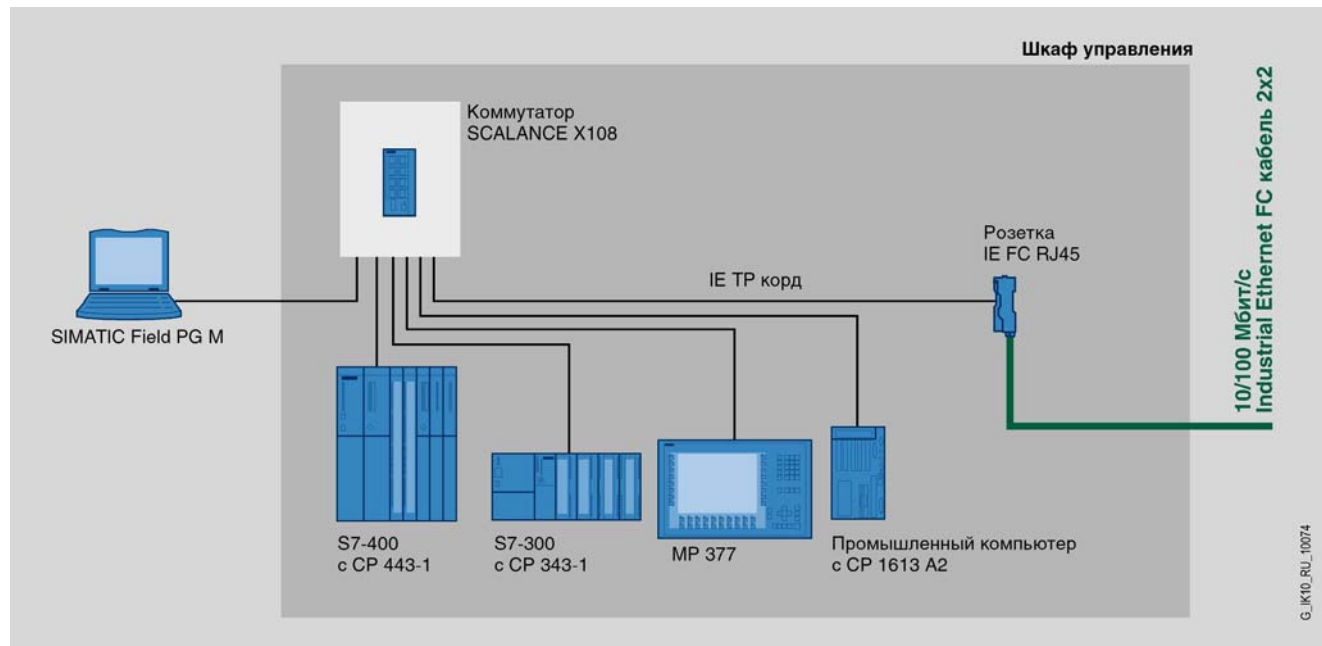 Шкаф управления
Коммутатор
SCALANCE X108
10/100 Мбит/с
Industrial Ethernet FC кабель 2x2
Розетка
IE FC RJ45
IE TP корд
SIMATIC Field PG M
S7-400
с CP 443-1
S7-300
с CP 343-1
MP 377
Промышленный компьютер
с CP 1613 A2
G_IK10_RU_10074